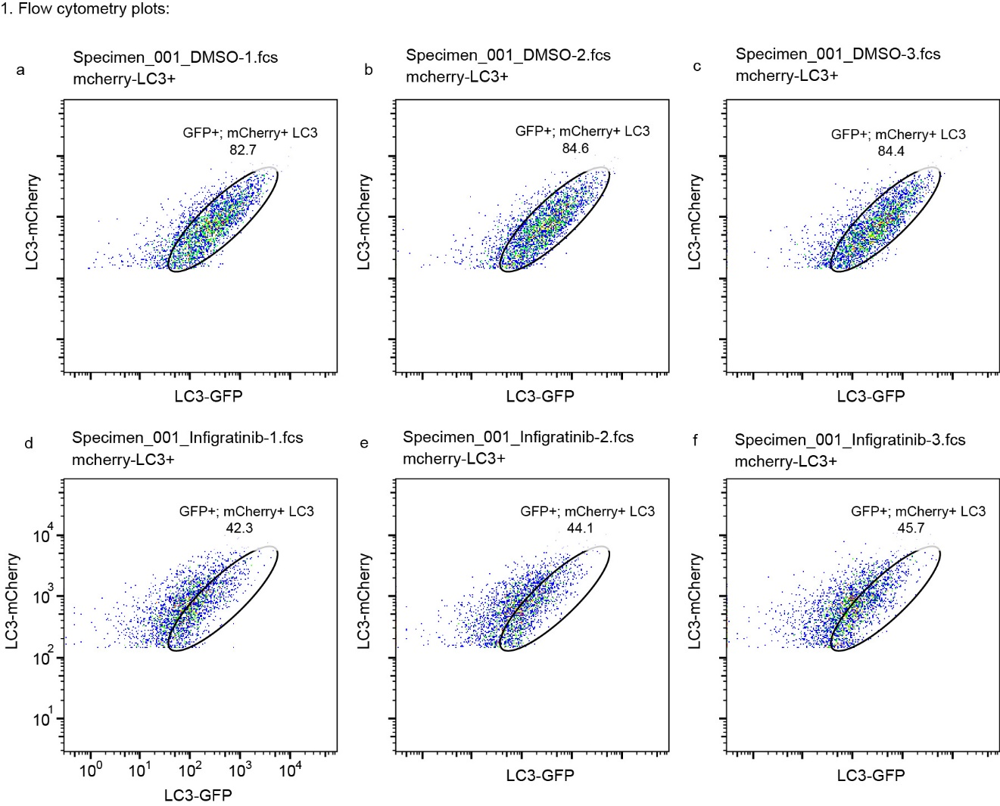 1. Flow cytometry plots:
a
Specimen_001_DMSO-1.fcs
mcherry-LC3+
GFP+; mCherry+ LC3
82.7
LC3-mCherry
LC3-GFP
b
Specimen_001_DMSO-2.fcs
mcherry-LC3+
GFP+; mCherry+ LC3
84.6
LC3-mCherry
LC3-GFP
c
Specimen_001_DMSO-3.fcs
mcherry-LC3+
GFP+; mCherry+ LC3
84.4
LC3-mCherry
LC3-GFP
d
Specimen_001_Infigratinib-1.fcs
mcherry-LC3+
GFP+; mCherry+ LC3
42.3
LC3-mCherry
10^4
10^3
10^2
10^1
10^0 10^1 10^2 10^3 10^4
LC3-GFP
e
Specimen_001_Infigratinib-2.fcs
mcherry-LC3+
GFP+; mCherry+ LC3
44.1
LC3-mCherry
LC3-GFP
f
Specimen_001_Infigratinib-3.fcs
mcherry-LC3+
GFP+; mCherry+ LC3
45.7
LC3-mCherry
LC3-GFP